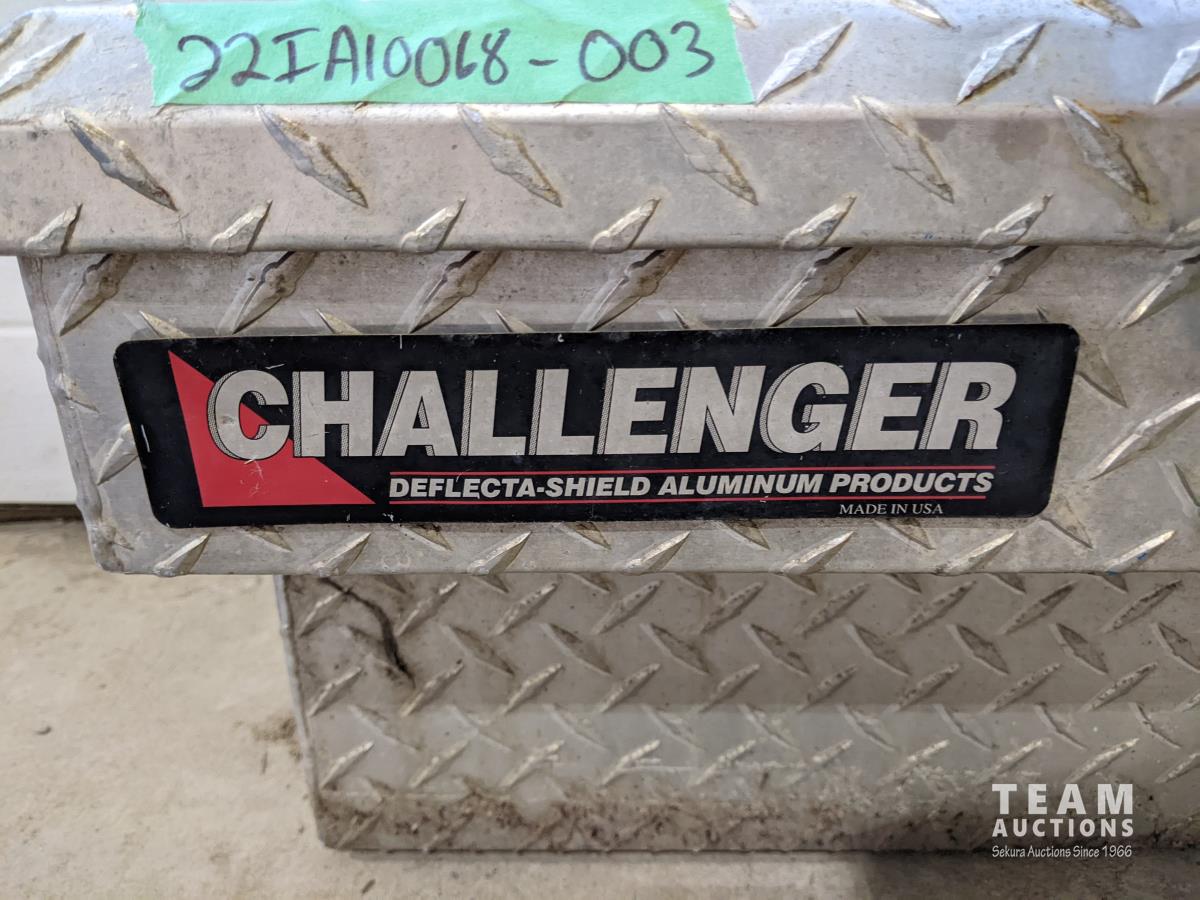 22IA10068-003
CHALLENGER
DEFLECTA-SHIELD ALUMINUM PRODUCTS
MADE IN USA
TEAM
AUCTIONS
Sekura Auctions Since 1966